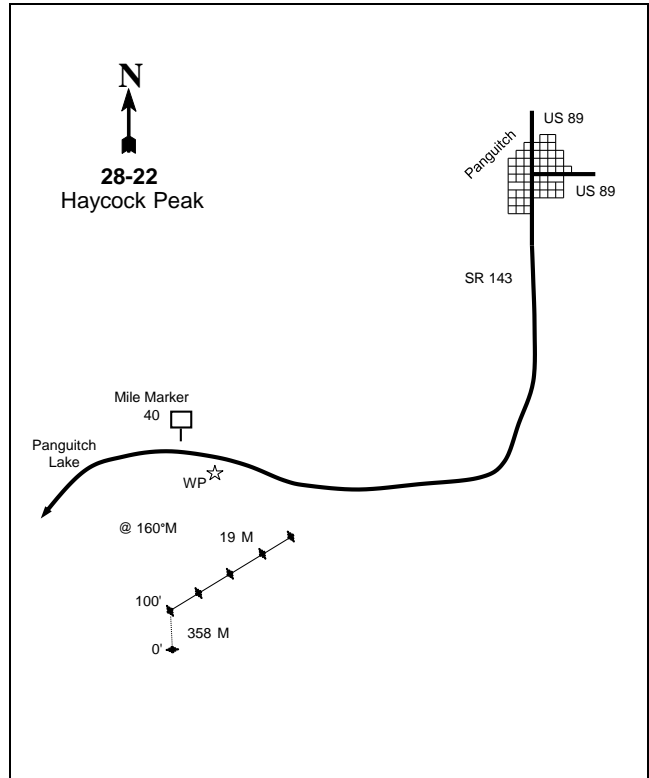 N
28-22
Haycock Peak
US 89
Panguitch
US 89
SR 143
Mile Marker
40
Panguitch
Lake
WP
@ 160°M
19 M
100'
358 M
0'